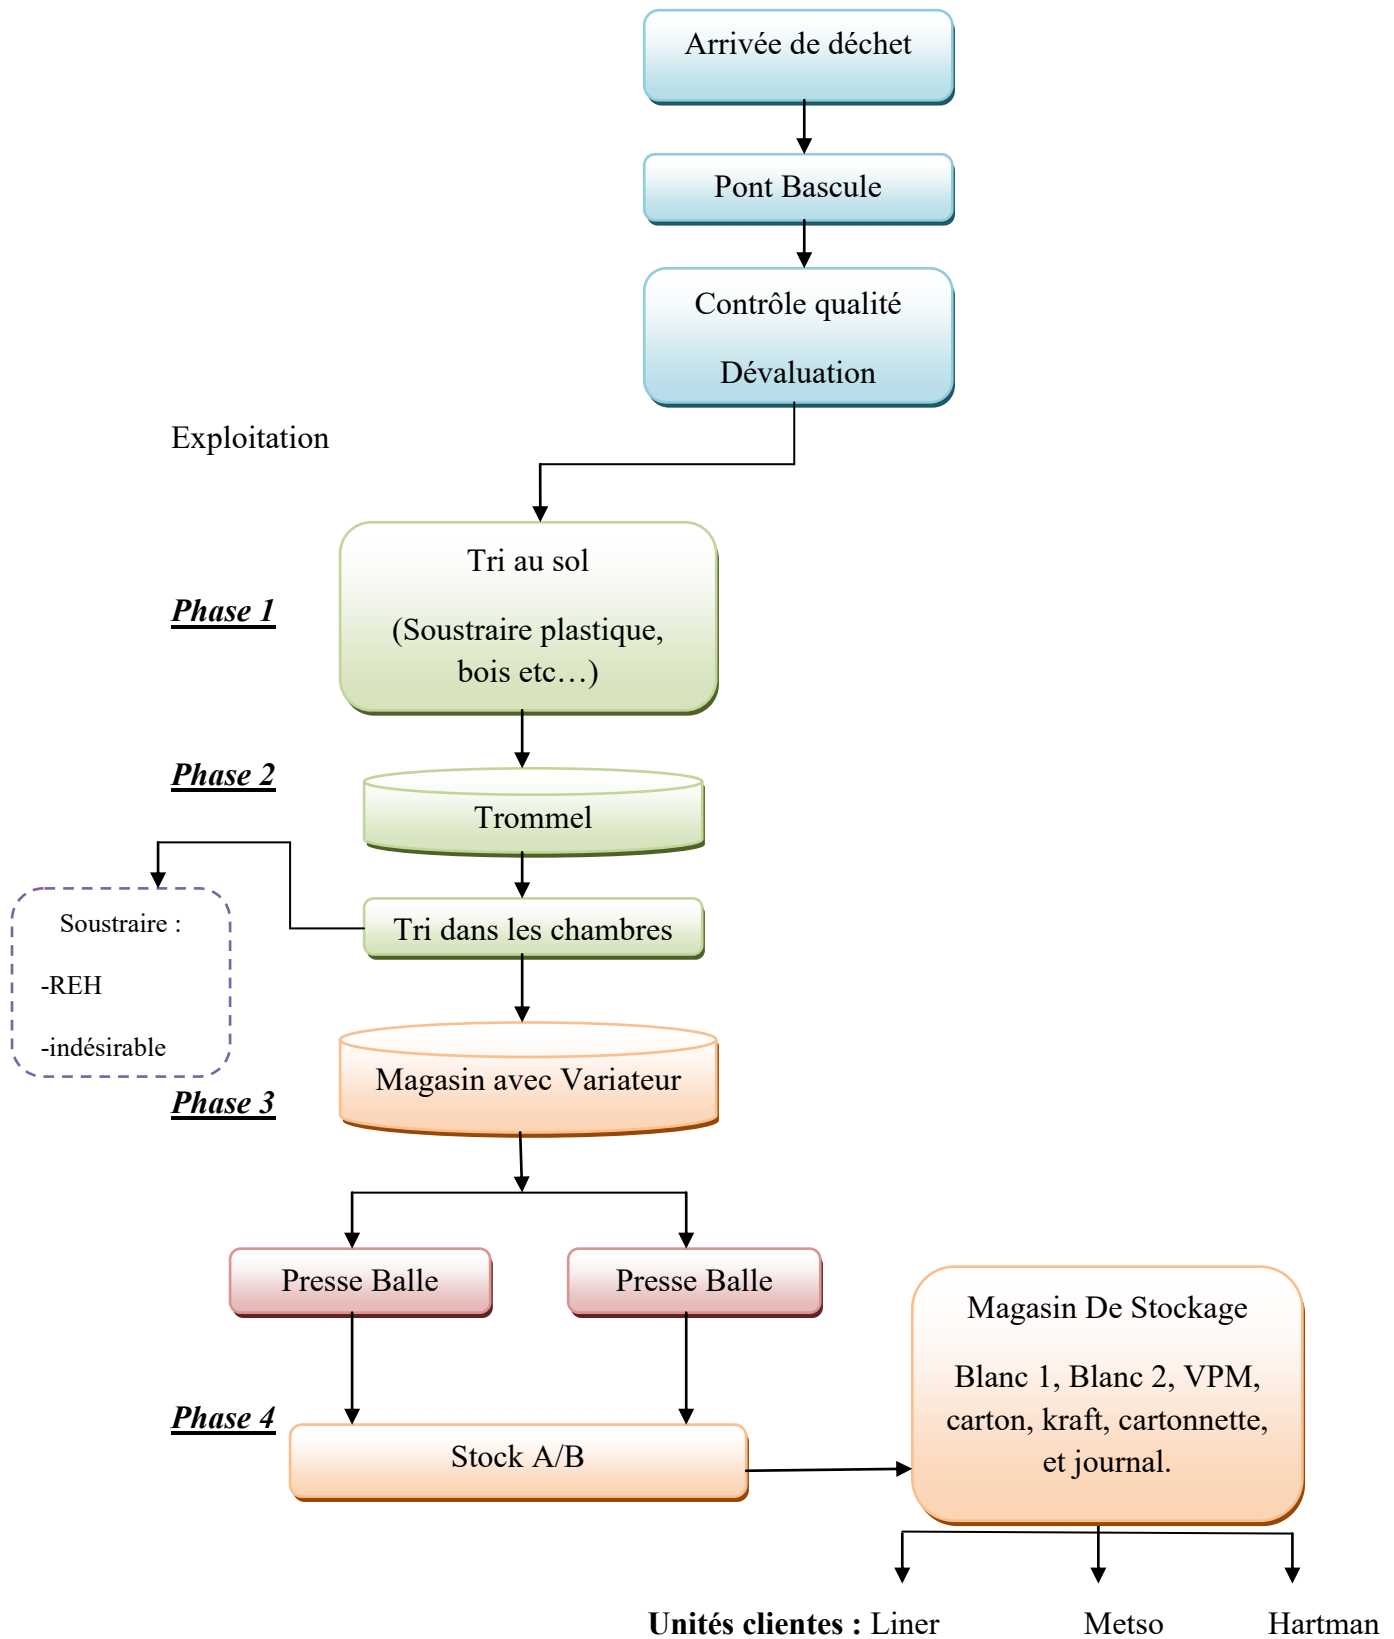 Arrivée de déchet
Pont Bascule
Contrôle qualité
Dévaluation
Exploitation
Tri au sol
Phase 1
(Soustraire plastique,
bois etc…)
Phase 2
Trommel
Tri dans les chambres
Soustraire :
-REH
-indésirable
Magasin avec Variateur
Phase 3
Presse Balle
Presse Balle
Magasin De Stockage
Blanc 1, Blanc 2, VPM,
carton, kraft, cartonnette,
et journal.
Phase 4
Stock A/B
Unités clientes : Liner Metso Hartman